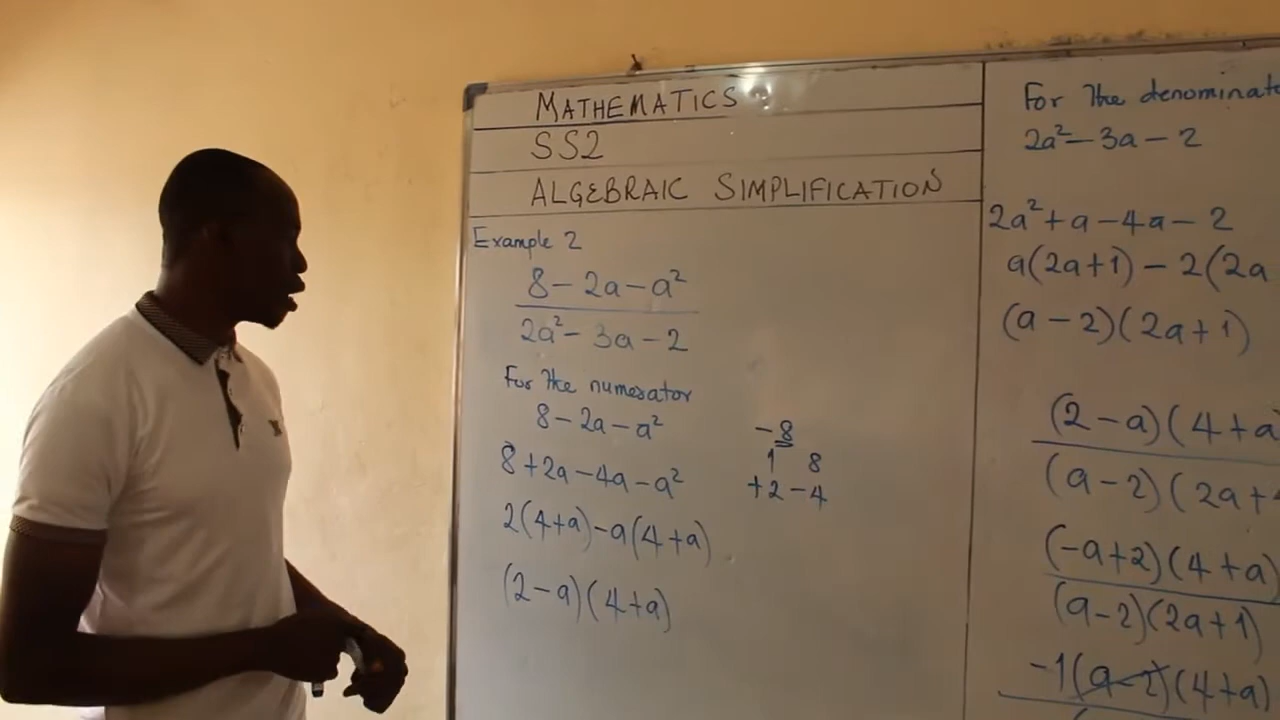 MATHEMATICS
SS2
ALGEBRAIC SIMPLIFICATION
Example 2
8 - 2a - a²
2a² - 3a - 2
For the numerator
8 - 2a - a²
8 + 2a - 4a - a²
2(4+a) - a(4+a)
(2-a)(4+a)
-8
1 8
+2 -4
For the
2a² - 3a - 2
2a² + a - 4a - 2
a(2a+1) - 2(2a
(a - 2)(2a+1)
(2-a)(4+a
(a-2)(2a+
(-a+2)(4+a)
(a-2)(2a+1)
-1(a-2)(4+a)